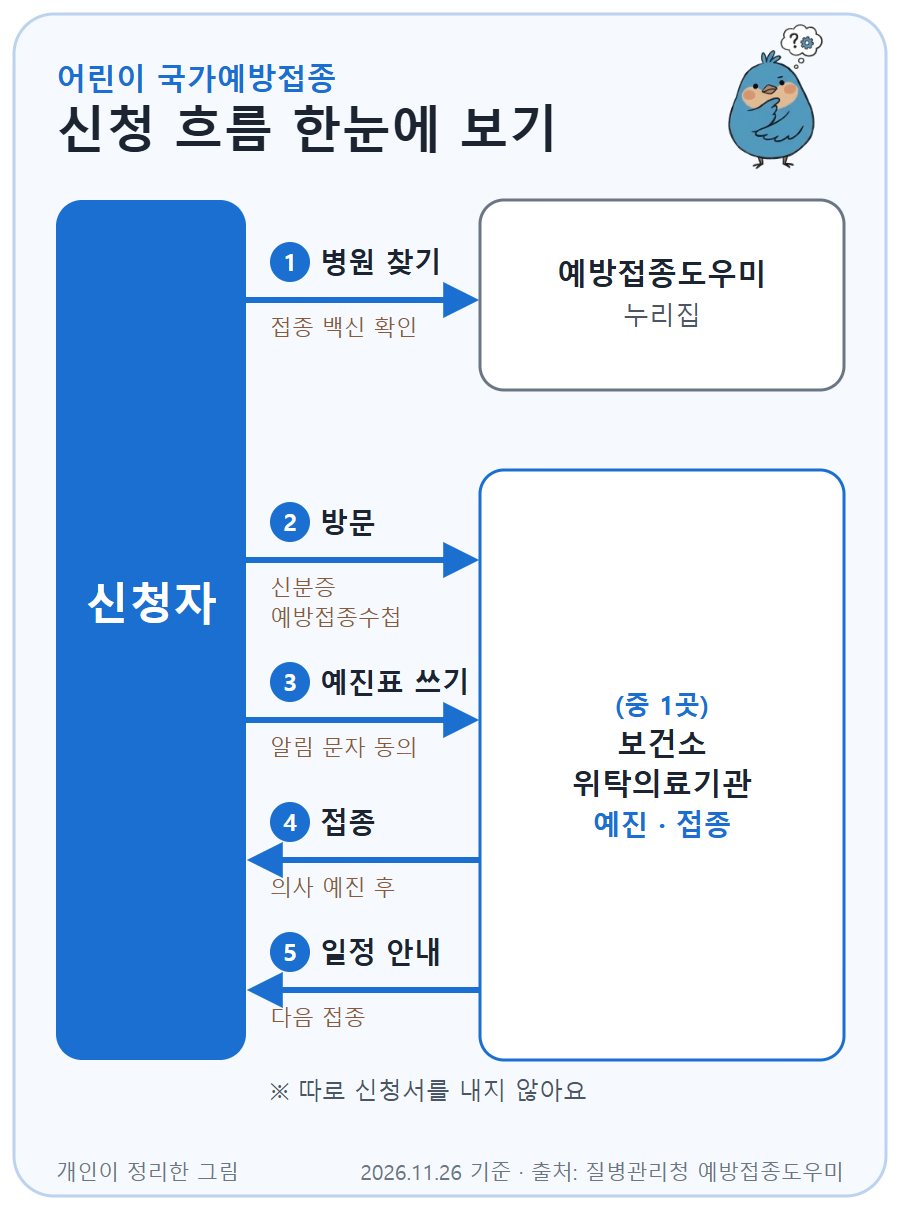 어린이 국가예방접종
신청 흐름 한눈에 보기
?
신청자
1 병원 찾기
접종 백신 확인
예방접종도우미
누리집
2 방문
신분증
예방접종수첩
3 예진표 쓰기
알림 문자 동의
4 접종
의사 예진 후
5 일정 안내
다음 접종
(중 1곳)
보건소
위탁의료기관
예진 · 접종
※ 따로 신청서를 내지 않아요
개인이 정리한 그림
2026.11.26 기준 · 출처: 질병관리청 예방접종도우미